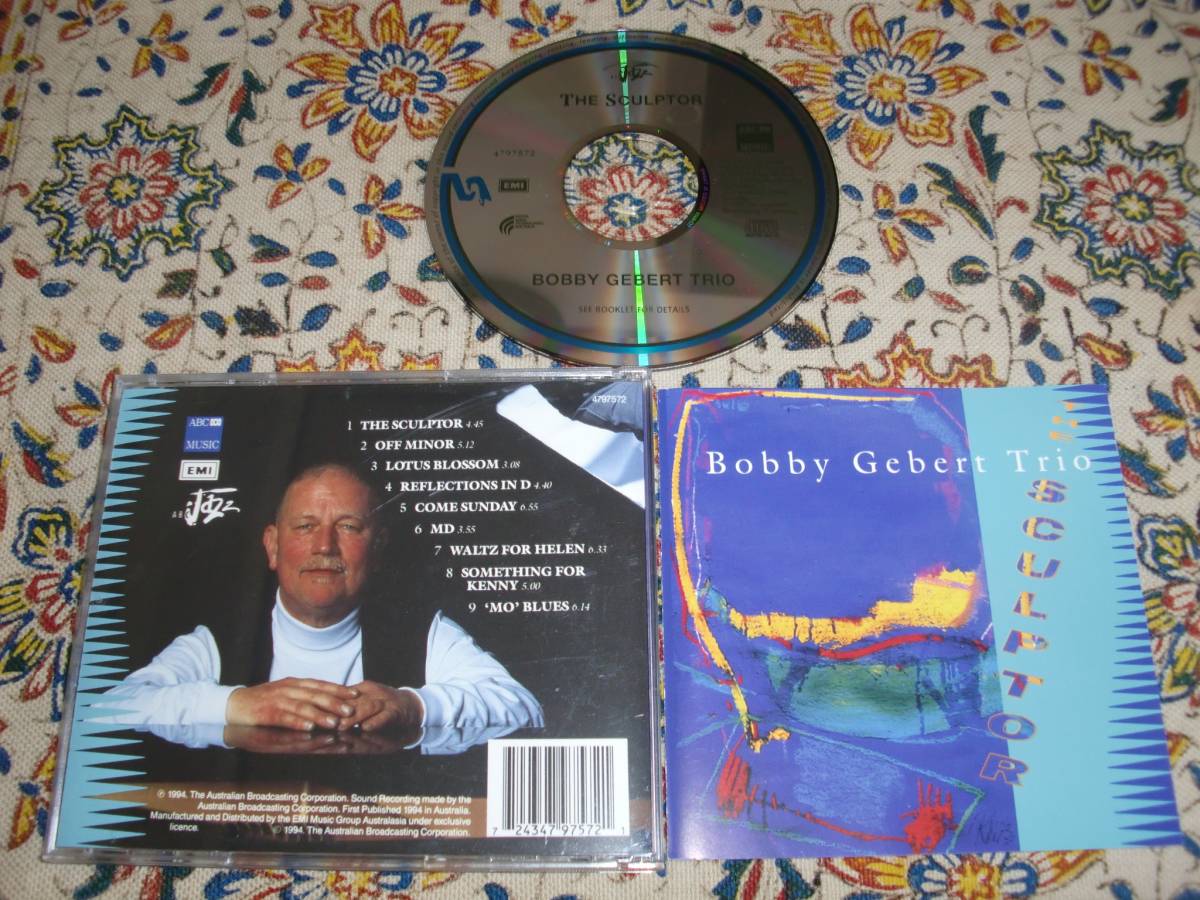 Jazz
THE SCULPTOR
4797572
ABC
MUSIC
EMI
BOBBY GEBERT TRIO
SEE BOOKLET FOR DETAILS
4797572
ABC
MUSIC
EMI
ABC Jazz
1 THE SCULPTOR 4.45
2 OFF MINOR 5.12
3 LOTUS BLOSSOM 3.08
4 REFLECTIONS IN D 4.40
5 COME SUNDAY 6.55
6 MD 3.55
7 WALTZ FOR HELEN 6.33
8 SOMETHING FOR
KENNY 5.00
9 ‘MO’ BLUES 6.14
℗ 1994. The Australian Broadcasting Corporation. Sound Recording made by the
Australian Broadcasting Corporation. First Published 1994 in Australia.
Manufactured and Distributed by the EMI Music Group Australasia under exclusive
licence. © 1994. The Australian Broadcasting Corporation.
7 24347 97572 1
Bobby Gebert Trio
THE
SCULPTOR